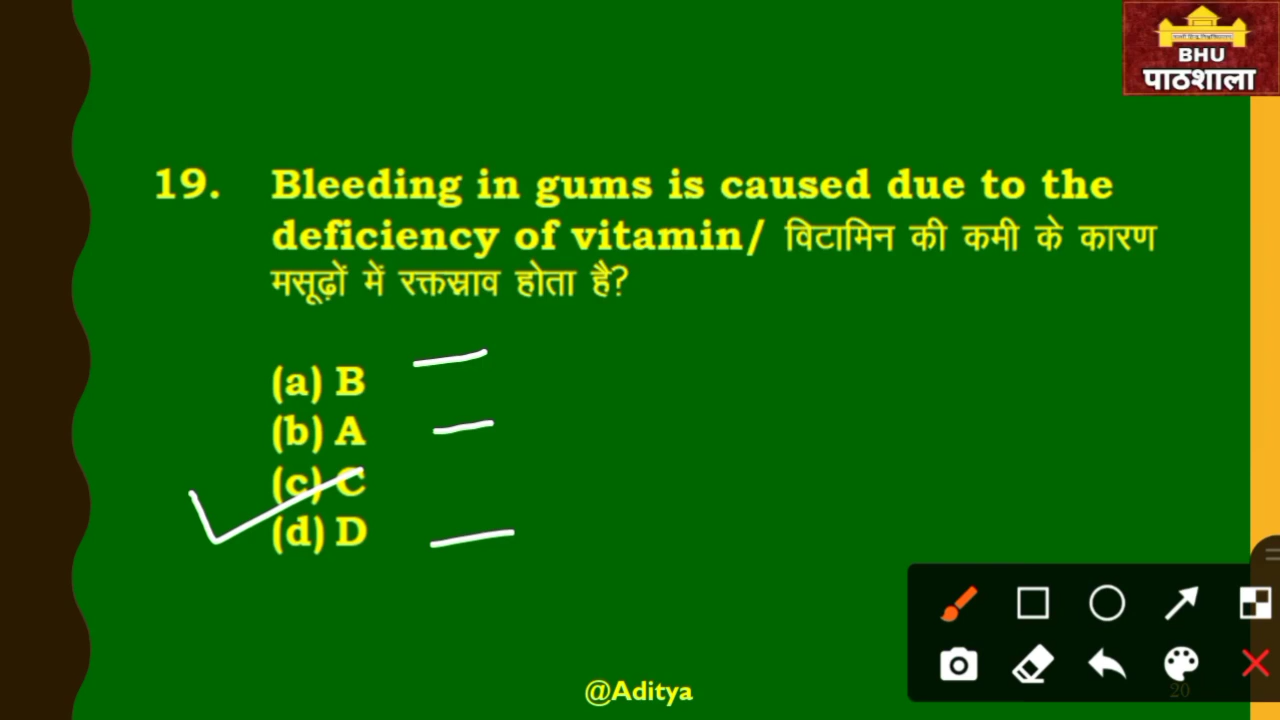 BHU
पाठशाला
19. Bleeding in gums is caused due to the
deficiency of vitamin/ विटामिन की कमी के कारण
मसूढ़ों में रक्तस्राव होता है?
(a) B
(b) A
(c) C
(d) D
@Aditya
20